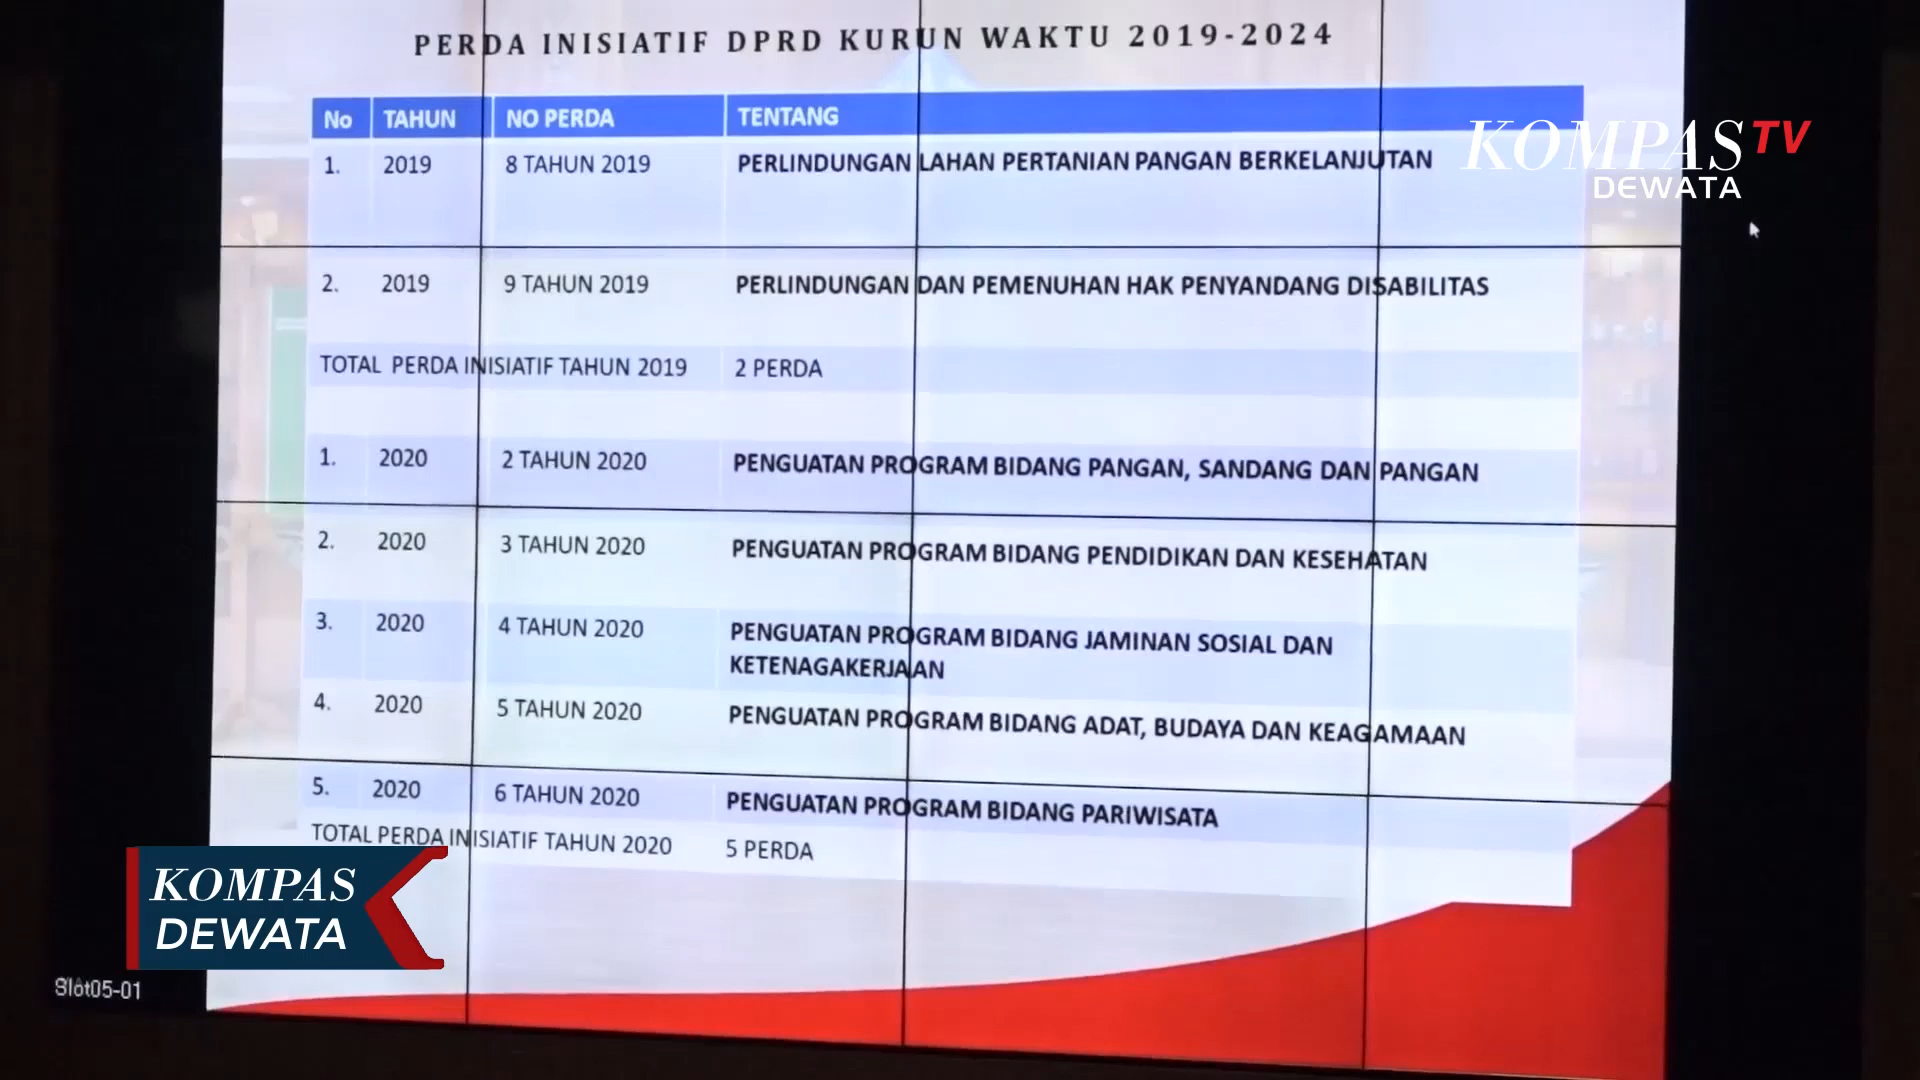 PERDA INISIATIF DPRD KURUN WAKTU 2019-2024
No TAHUN NO PERDA TENTANG
KOMPAS TV
DEWATA
1. 2019 8 TAHUN 2019 PERLINDUNGAN LAHAN PERTANIAN PANGAN BERKELANJUTAN
2. 2019 9 TAHUN 2019 PERLINDUNGAN DAN PEMENUHAN HAK PENYANDANG DISABILITAS
TOTAL PERDA INISIATIF TAHUN 2019 2 PERDA
1. 2020 2 TAHUN 2020 PENGUATAN PROGRAM BIDANG PANGAN, SANDANG DAN PANGAN
2. 2020 3 TAHUN 2020 PENGUATAN PROGRAM BIDANG PENDIDIKAN DAN KESEHATAN
3. 2020 4 TAHUN 2020 PENGUATAN PROGRAM BIDANG JAMINAN SOSIAL DAN
KETENAGAKERJAAN
4. 2020 5 TAHUN 2020 PENGUATAN PROGRAM BIDANG ADAT, BUDAYA DAN KEAGAMAAN
5. 2020 6 TAHUN 2020 PENGUATAN PROGRAM BIDANG PARIWISATA
TOTAL PERDA INISIATIF TAHUN 2020 5 PERDA
KOMPAS
DEWATA
Slot05-01